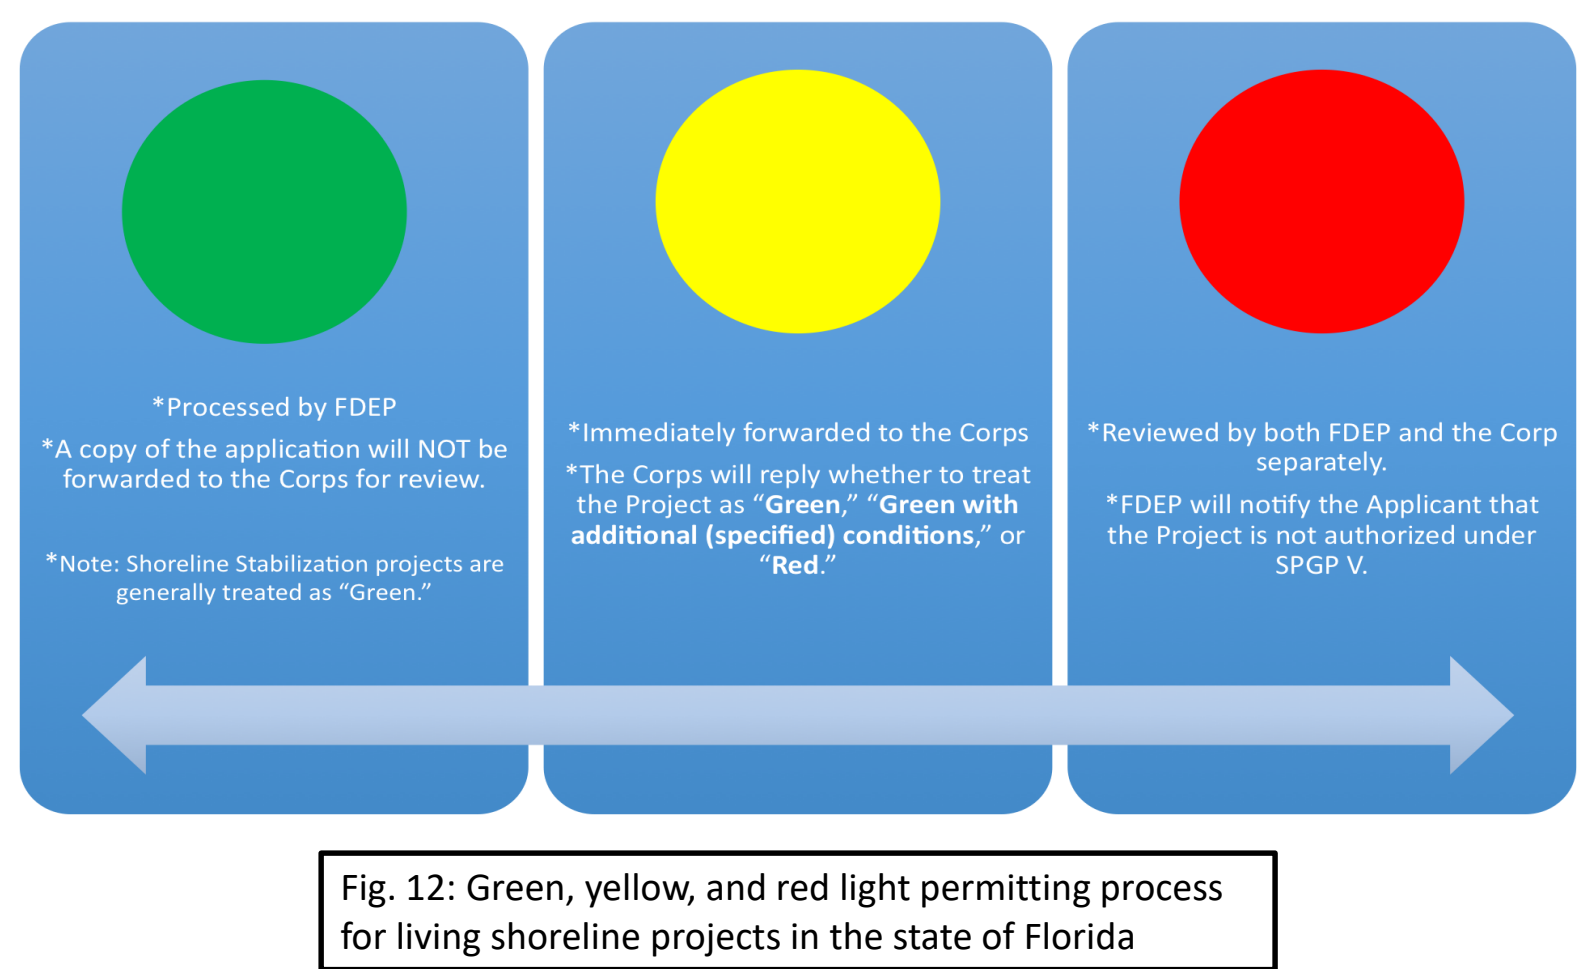 *Processed by FDEP
*A copy of the application will NOT be
forwarded to the Corps for review.
*Note: Shoreline Stabilization projects are
generally treated as “Green.”
*Immediately forwarded to the Corps
*The Corps will reply whether to treat
the Project as “Green,” “Green with
additional (specified) conditions,” or
“Red.”
*Reviewed by both FDEP and the Corp
separately.
*FDEP will notify the Applicant that
the Project is not authorized under
SPGP V.
Fig. 12: Green, yellow, and red light permitting process
for living shoreline projects in the state of Florida